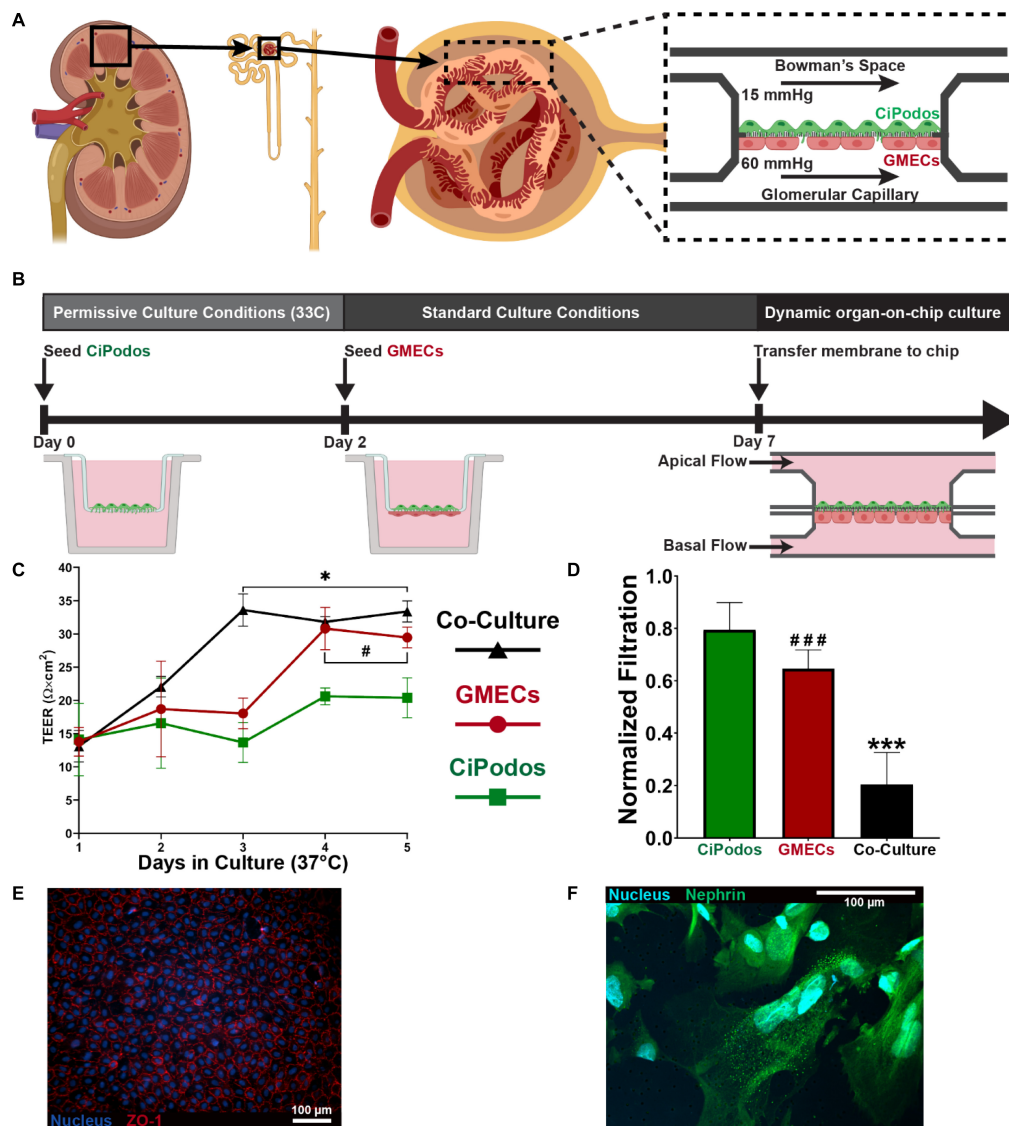 A
Bowman's Space
15 mmHg
CiPodos
60 mmHg
GMECs
Glomerular Capillary
B
Permissive Culture Conditions (33C)
Standard Culture Conditions
Dynamic organ-on-chip culture
Seed CiPodos
Seed GMECs
Transfer membrane to chip
Day 0
Day 2
Day 7
Apical Flow
Basal Flow
C
TEER (Ω×cm²)
40
35
30
25
20
15
10
5
0
1
2
3
4
5
Days in Culture (37°C)
*
#
Co-Culture
GMECs
CiPodos
D
Normalized Filtration
1.0
0.8
0.6
0.4
0.2
0.0
###
***
CiPodos
GMECs
Co-Culture
E
Nucleus ZO-1
100 µm
F
Nucleus Nephrin
100 µm